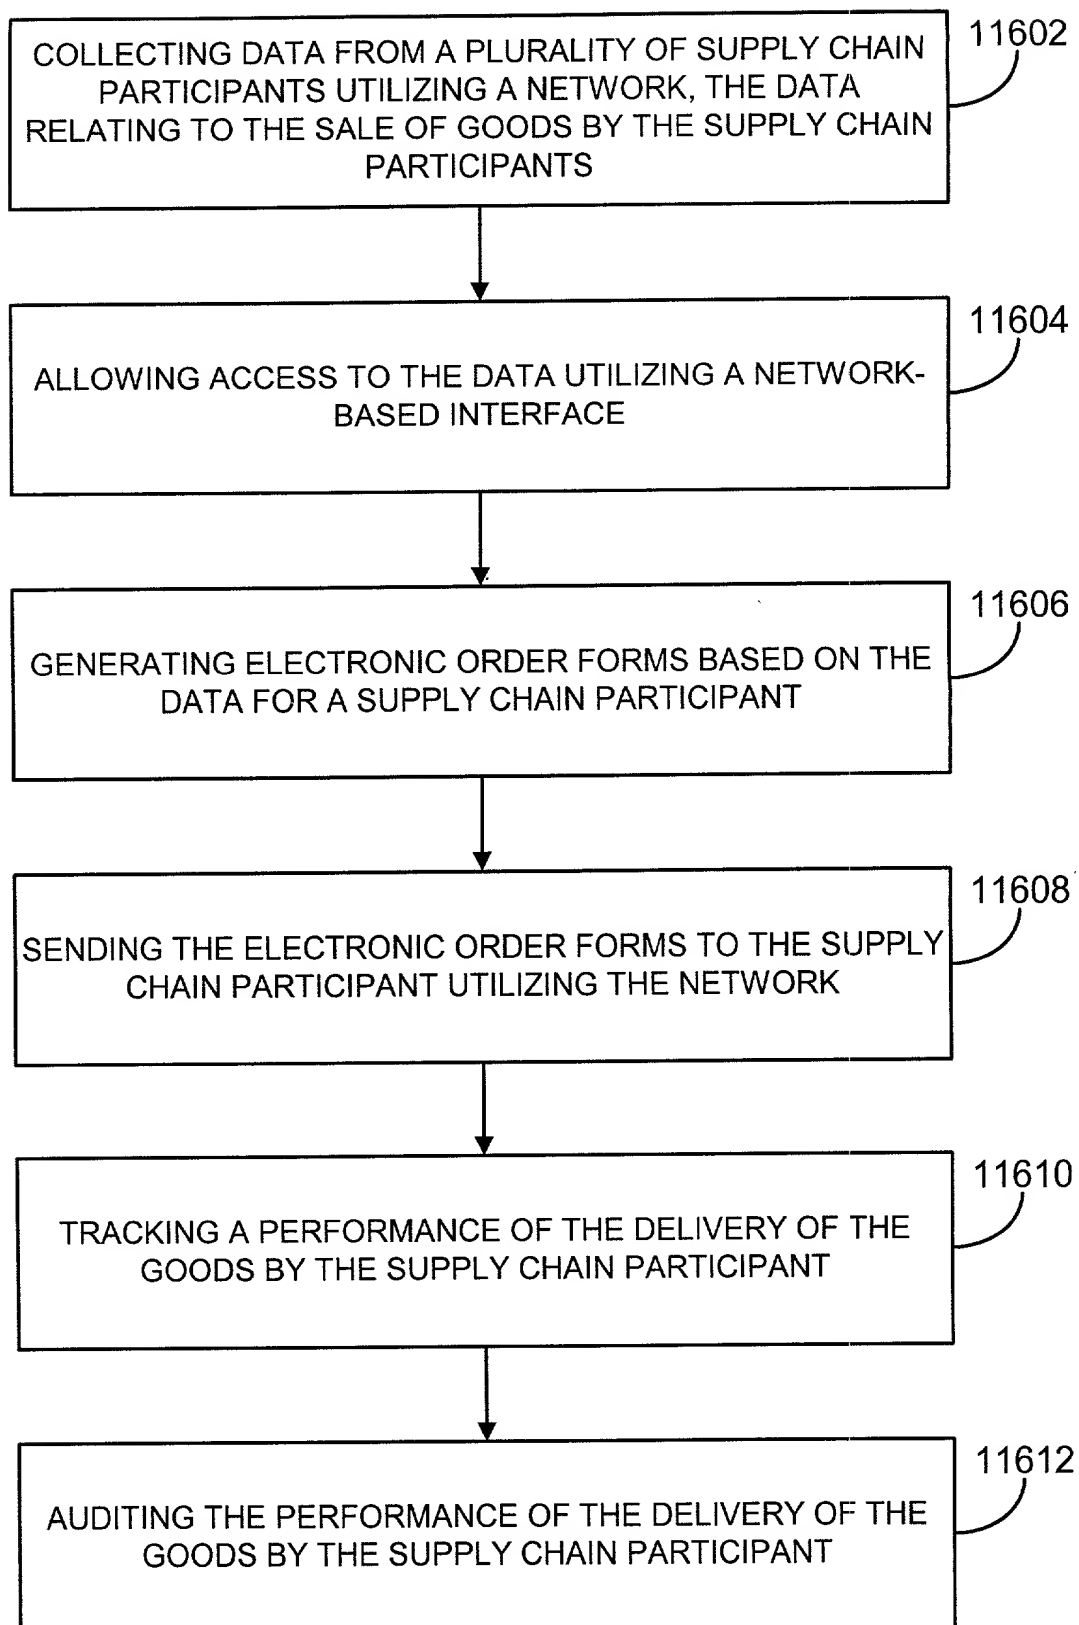 11602
COLLECTING DATA FROM A PLURALITY OF SUPPLY CHAIN
PARTICIPANTS UTILIZING A NETWORK, THE DATA
RELATING TO THE SALE OF GOODS BY THE SUPPLY CHAIN
PARTICIPANTS
11604
ALLOWING ACCESS TO THE DATA UTILIZING A NETWORK-
BASED INTERFACE
11606
GENERATING ELECTRONIC ORDER FORMS BASED ON THE
DATA FOR A SUPPLY CHAIN PARTICIPANT
11608
SENDING THE ELECTRONIC ORDER FORMS TO THE SUPPLY
CHAIN PARTICIPANT UTILIZING THE NETWORK
11610
TRACKING A PERFORMANCE OF THE DELIVERY OF THE
GOODS BY THE SUPPLY CHAIN PARTICIPANT
11612
AUDITING THE PERFORMANCE OF THE DELIVERY OF THE
GOODS BY THE SUPPLY CHAIN PARTICIPANT